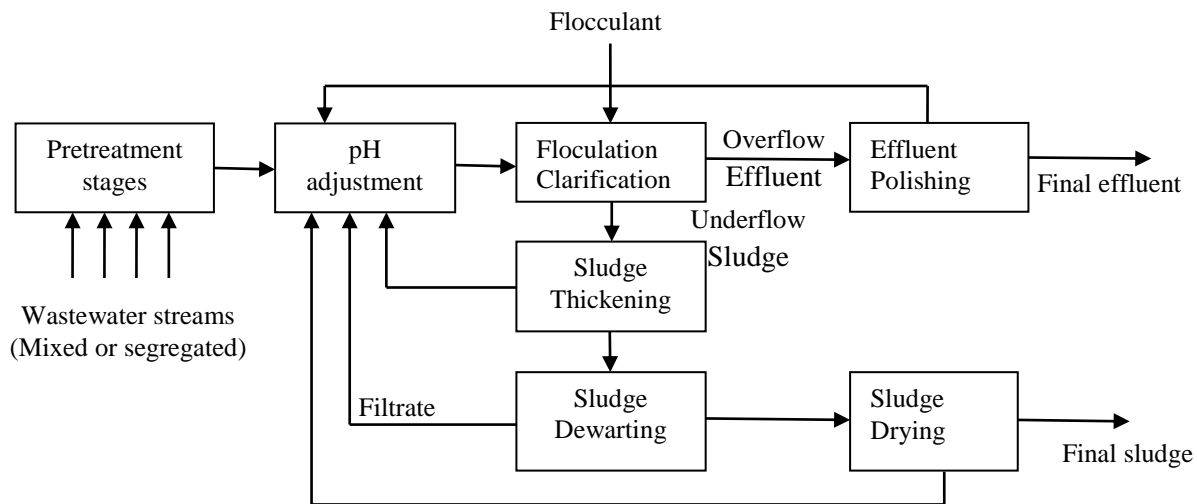 Flocculant
Pretreatment
stages
pH
adjustment
Floculation
Clarification
Overflow
Effluent
Effluent
Polishing
Final effluent
Underflow
Sludge
Sludge
Thickening
Wastewater streams
(Mixed or segregated)
Filtrate
Sludge
Dewarting
Sludge
Drying
Final sludge